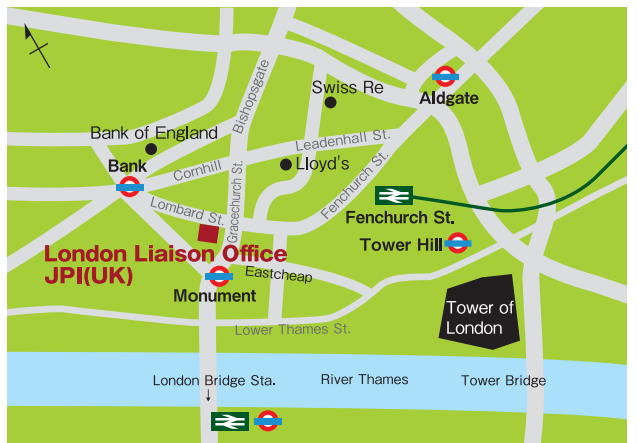 Swiss Re
Aldgate
Bishopsgate
Bank of England
Leadenhall St.
Bank
Cornhill
Lloyd's
Fenchurch St.
Lombard St.
Gracechurch St.
Fenchurch St.
London Liaison Office
JPI(UK)
Tower Hill
Eastcheap
Monument
Tower of
London
Lower Thames St.
London Bridge Sta.
River Thames
Tower Bridge
↓